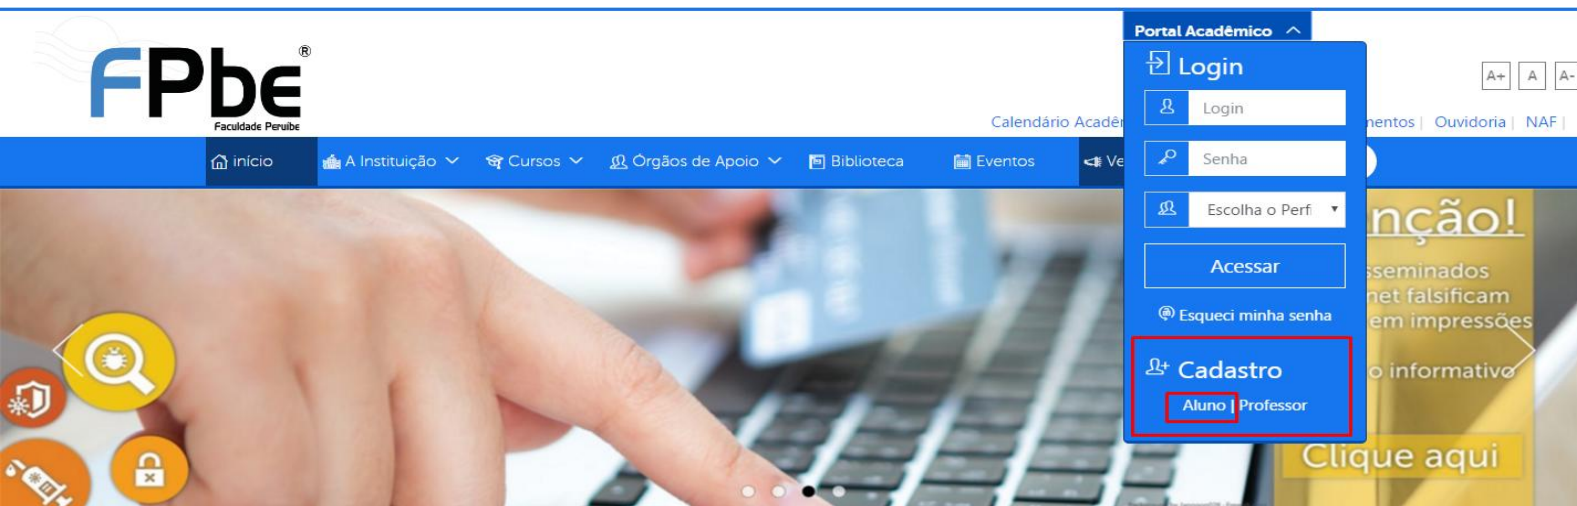 Portal Acadêmico
FPbe®
Faculdade Peruíbe
Login
A+ A A-
Login
Calendário Acadê
mentos | Ouvidoria | NAF |
início A Instituição Cursos Órgãos de Apoio Biblioteca Eventos Ve
Senha
Escolha o Perfi
nção!
Acessar
sseminados
net falsificam
Esqueci minha senha
em impressões
Cadastro
o informativo
Aluno | Professor
Clique aqui